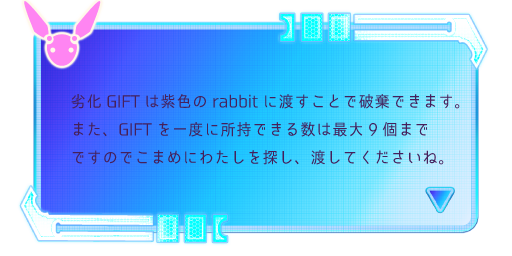 劣化 GIFT は紫色の rabbit に渡すことで破棄できます。
また、GIFT を一度に所持できる数は最大 9 個まで
ですのでこまめにわたしを探し、渡してくださいね。